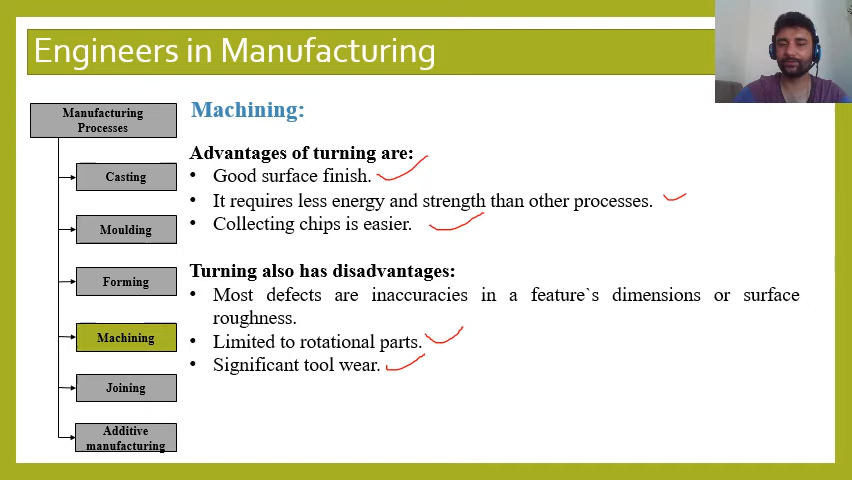 Engineers in Manufacturing
Manufacturing
Processes
Casting
Moulding
Forming
Machining
Joining
Additive
manufacturing
Machining:
Advantages of turning are:
• Good surface finish.
• It requires less energy and strength than other processes.
• Collecting chips is easier.
Turning also has disadvantages:
• Most defects are inaccuracies in a feature`s dimensions or surface
roughness.
• Limited to rotational parts.
• Significant tool wear.